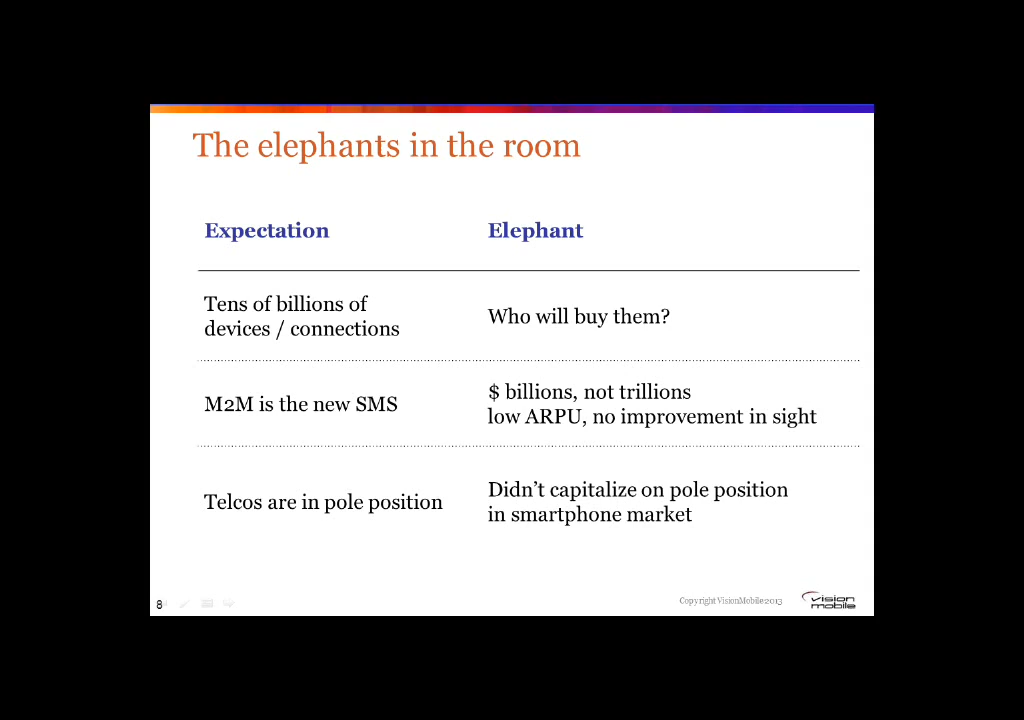 The elephants in the room
Expectation
Elephant
Tens of billions of
devices / connections
Who will buy them?
M2M is the new SMS
$ billions, not trillions
low ARPU, no improvement in sight
Telcos are in pole position
Didn’t capitalize on pole position
in smartphone market
8
Copyright VisionMobile 2013
vision
mobile